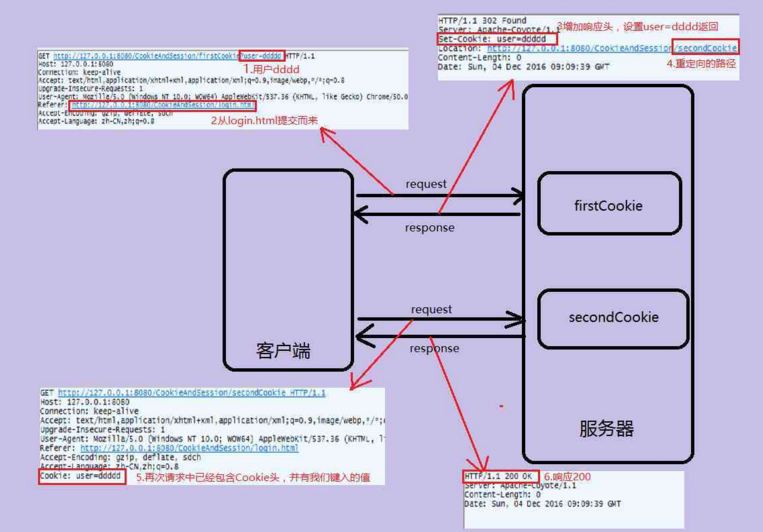 GET http://127.0.0.1:8080/CookieAndSession/firstCookie?user=ddddd HTTP/1.1
Host: 127.0.0.1:8080
Connection: keep-alive
Accept: text/html,application/xhtml+xml,application/xml;q=0.9,image/webp,*/*;q=0.8
Upgrade-Insecure-Requests: 1
User-Agent: Mozilla/5.0 (Windows NT 10.0; WOW64) AppleWebKit/537.36 (KHTML, like Gecko) Chrome/50.0
Referer: http://127.0.0.1:8080/CookieAndSession/login.html
Accept-Encoding: gzip, deflate, sdch
Accept-Language: zh-CN,zh;q=0.8
1.用户dddd
2从login.html提交而来
HTTP/1.1 302 Found
Server: Apache-Coyote/1.1
Set-Cookie: user=ddddd
Location: http://127.0.0.1:8080/CookieAndSession/secondCookie
Content-Length: 0
Date: Sun, 04 Dec 2016 09:09:39 GMT
3增加响应头，设置user=dddd返回
4.重定向的路径
request
response
firstCookie
request
response
secondCookie
客户端
服务器
GET http://127.0.0.1:8080/CookieAndSession/secondCookie HTTP/1.1
Host: 127.0.0.1:8080
Connection: keep-alive
Accept: text/html,application/xhtml+xml,application/xml;q=0.9,image/webp,*/*;
Upgrade-Insecure-Requests: 1
User-Agent: Mozilla/5.0 (Windows NT 10.0; WOW64) AppleWebKit/537.36 (KHTML,
Referer: http://127.0.0.1:8080/CookieAndSession/login.html
Accept-Encoding: gzip, deflate, sdch
Accept-Language: zh-CN,zh;q=0.8
Cookie: user=ddddd
5.再次请求中已经包含Cookie头，并有我们键入的值
HTTP/1.1 200 OK
Server: Apache-Coyote/1.1
Content-Length: 0
Date: Sun, 04 Dec 2016 09:09:39 GMT
6.响应200